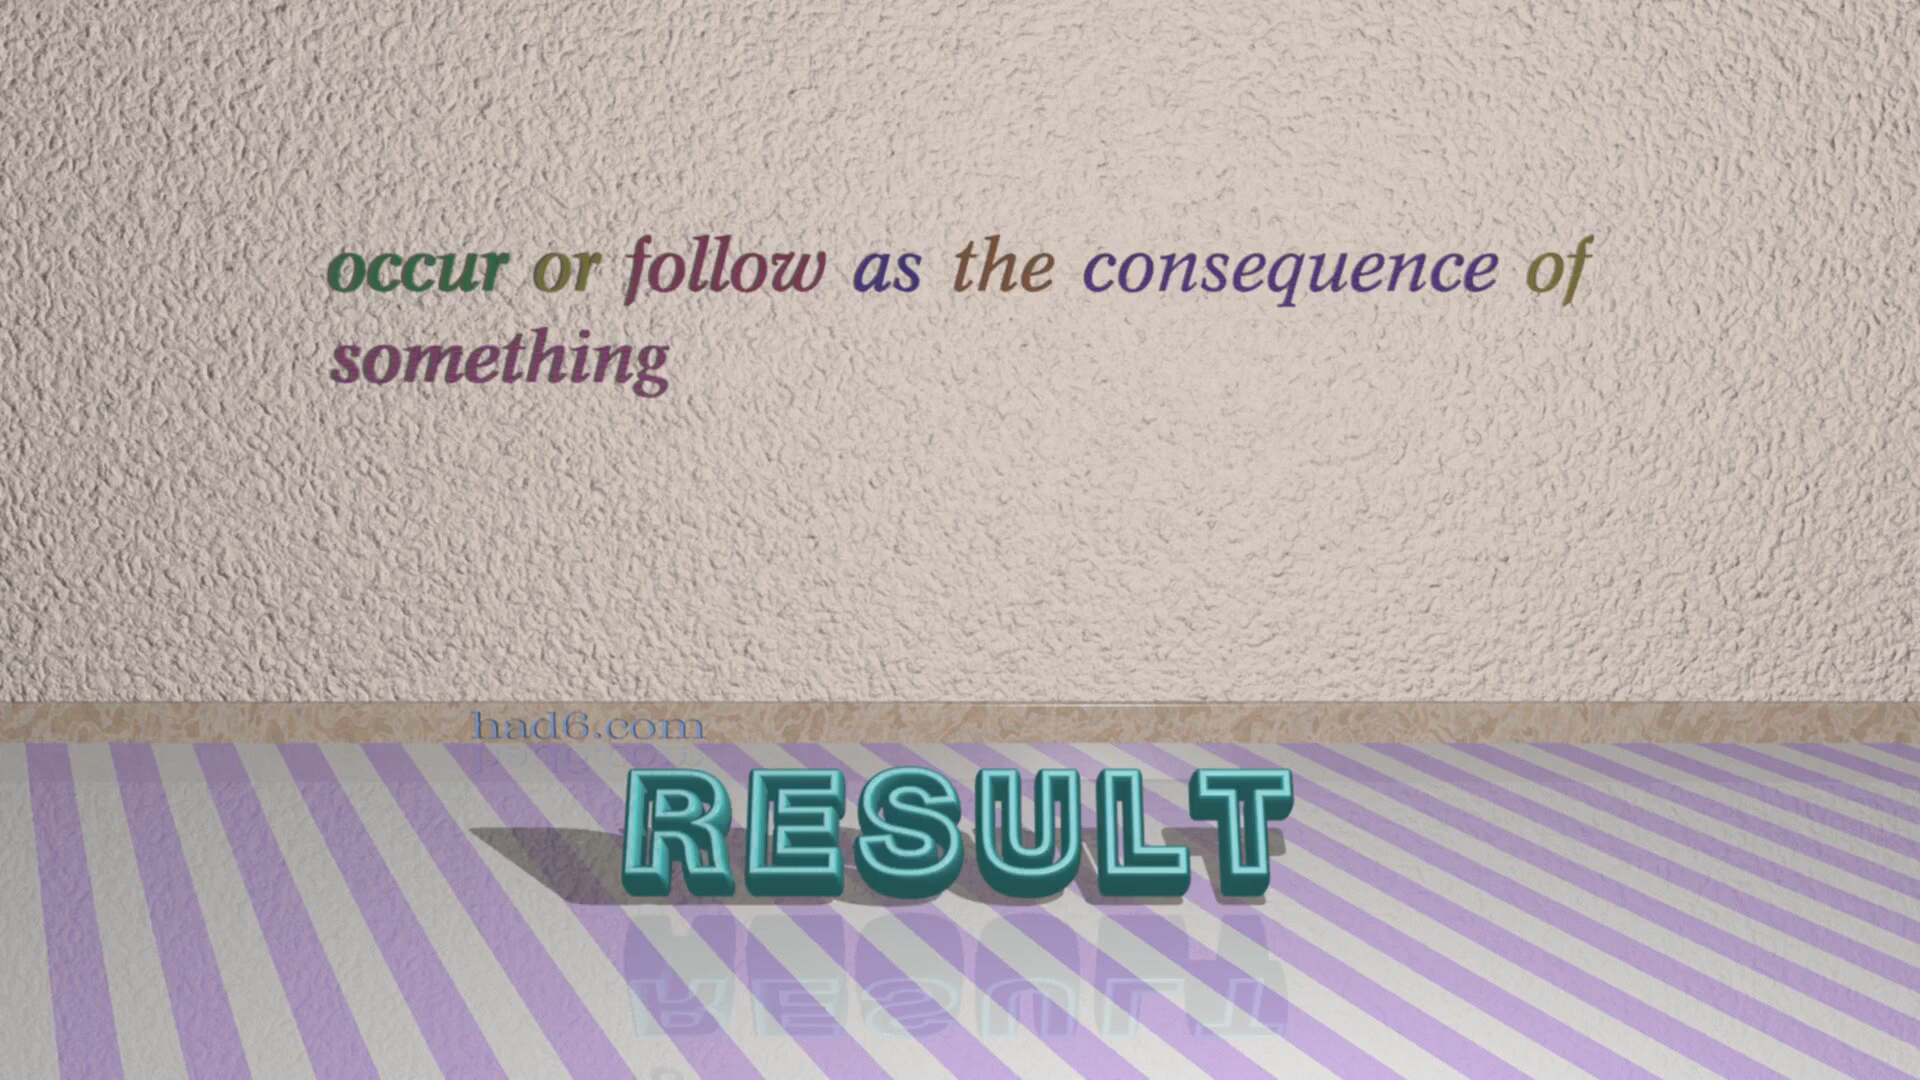 occur or follow as the consequence of
something
had6.com
RESULT